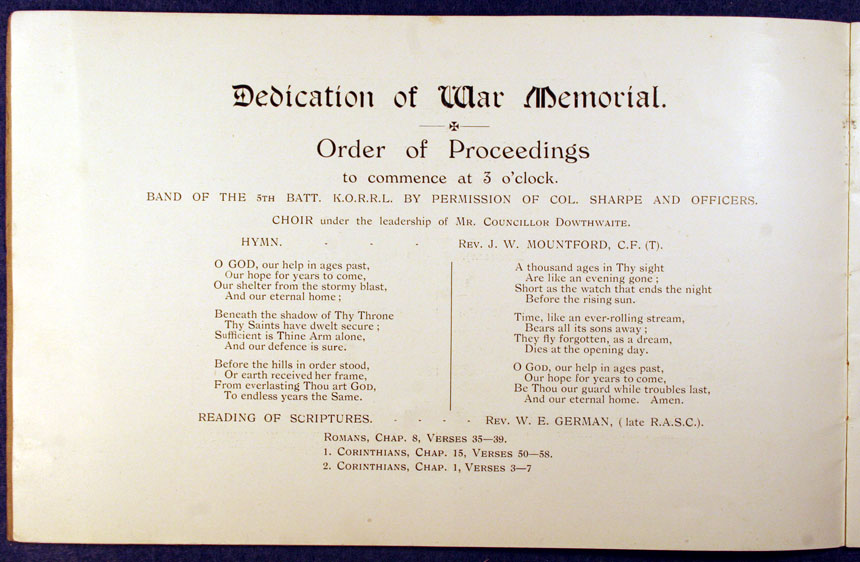 Dedication of War Memorial.
Order of Proceedings
to commence at 3 o'clock.
BAND OF THE 5TH BATT. K.O.R.R.L. BY PERMISSION OF COL. SHARPE AND OFFICERS.
CHOIR under the leadership of MR. COUNCILLOR DOWTHWAITE.
HYMN. - - - REV. J. W. MOUNTFORD, C.F. (T).
O GOD, our help in ages past,
Our hope for years to come,
Our shelter from the stormy blast,
And our eternal home;
Beneath the shadow of Thy Throne
Thy Saints have dwelt secure;
Sufficient is Thine Arm alone,
And our defence is sure.
Before the hills in order stood,
Or earth received her frame,
From everlasting Thou art GOD,
To endless years the Same.
A thousand ages in Thy sight
Are like an evening gone;
Short as the watch that ends the night
Before the rising sun.
Time, like an ever-rolling stream,
Bears all its sons away;
They fly forgotten, as a dream,
Dies at the opening day.
O GOD, our help in ages past,
Our hope for years to come,
Be Thou our guard while troubles last,
And our eternal home. Amen.
READING OF SCRIPTURES. - - - - REV. W. E. GERMAN, (late R.A.S.C.).
ROMANS, CHAP. 8, VERSES 35—39.
1. CORINTHIANS, CHAP. 15, VERSES 50—58.
2. CORINTHIANS, CHAP. 1, VERSES 3—7